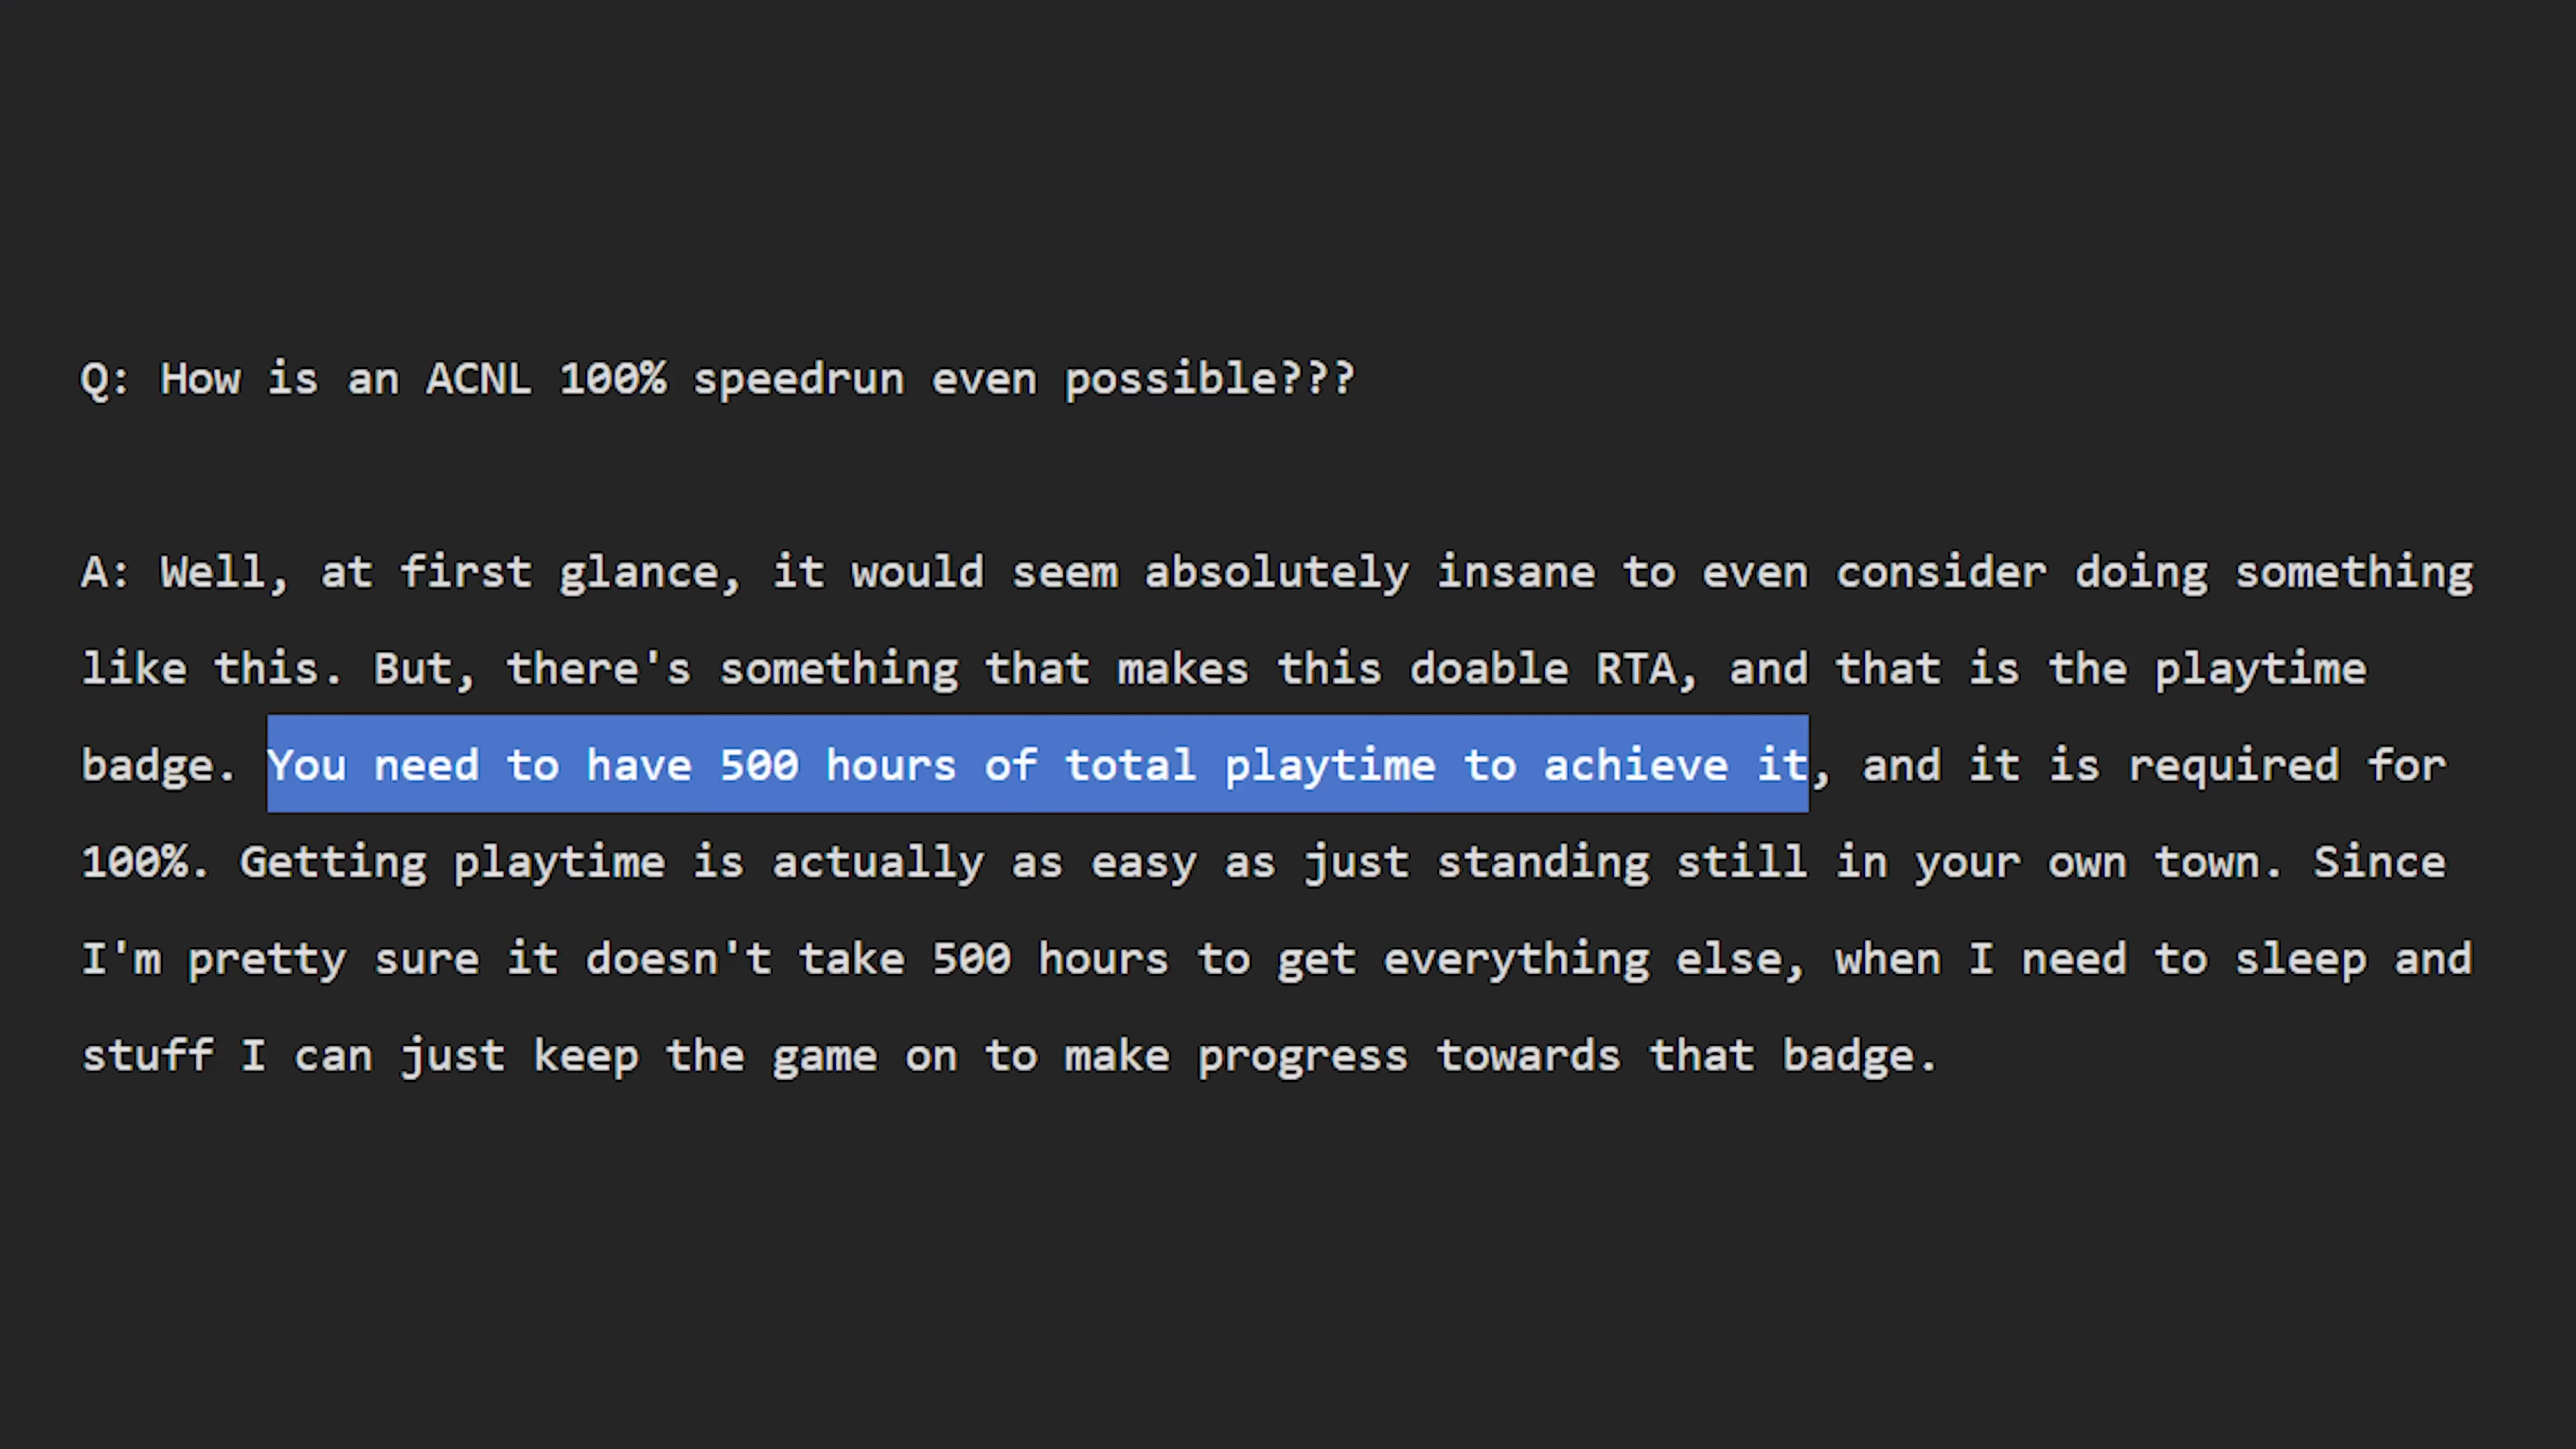 Q: How is an ACNL 100% speedrun even possible???
A: Well, at first glance, it would seem absolutely insane to even consider doing something
like this. But, there's something that makes this doable RTA, and that is the playtime
badge. You need to have 500 hours of total playtime to achieve it, and it is required for
100%. Getting playtime is actually as easy as just standing still in your own town. Since
I'm pretty sure it doesn't take 500 hours to get everything else, when I need to sleep and
stuff I can just keep the game on to make progress towards that badge.